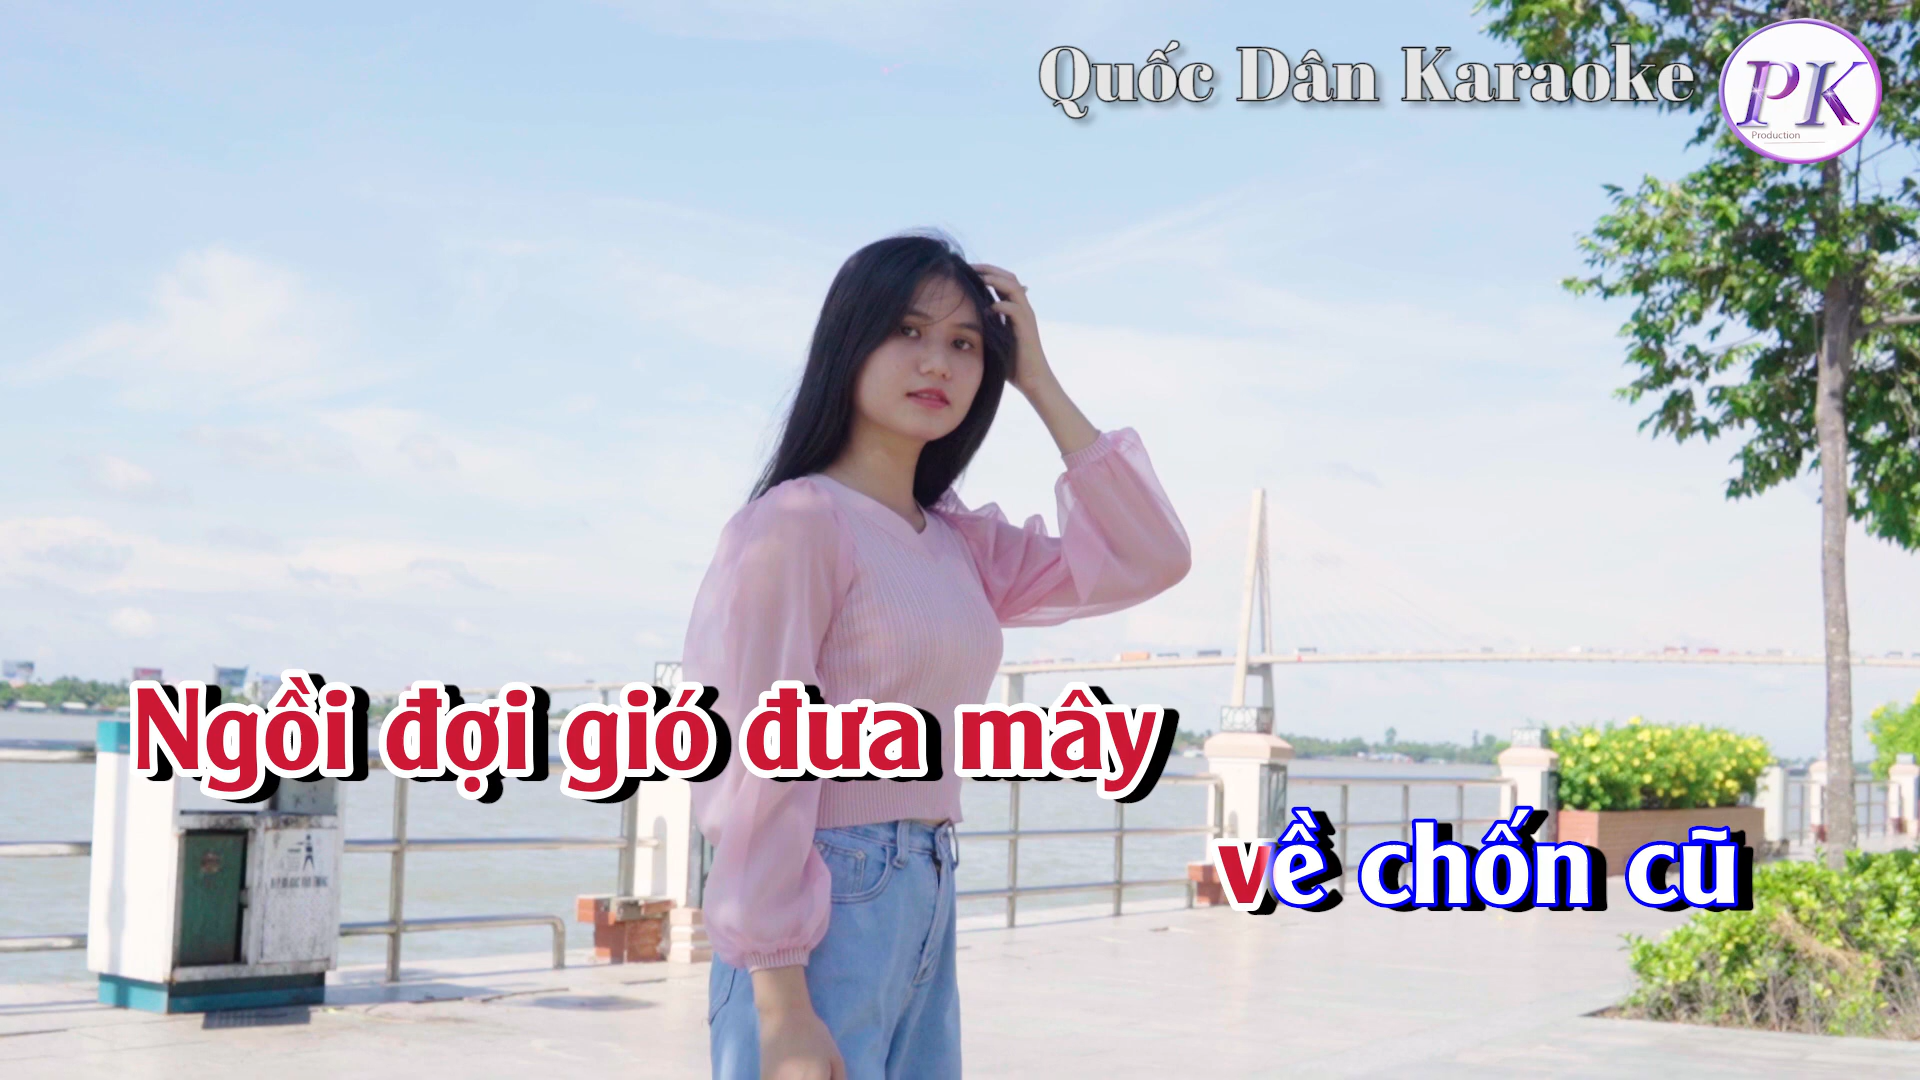 Quốc Dân Karaoke
PK
Production
Ngồi đợi gió đưa mây
về chốn cũ